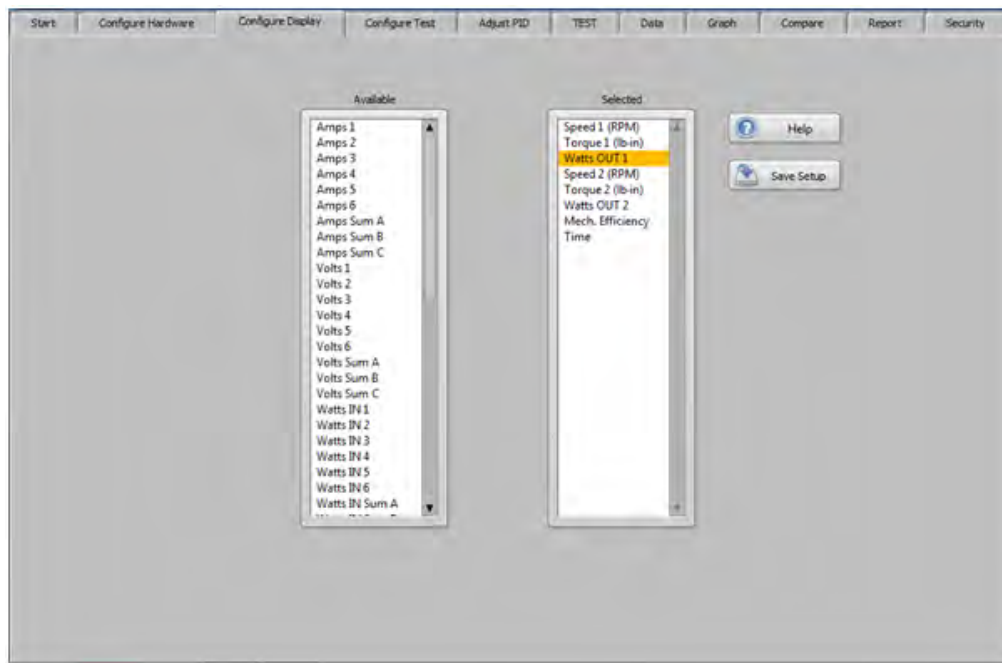 Start Configure Hardware Configure Display Configure Test Adjust PID TEST Data Graph Compare Report Security
Available
Amps 1
Amps 2
Amps 3
Amps 4
Amps 5
Amps 6
Amps Sum A
Amps Sum B
Amps Sum C
Volts 1
Volts 2
Volts 3
Volts 4
Volts 5
Volts 6
Volts Sum A
Volts Sum B
Volts Sum C
Watts IN 1
Watts IN 2
Watts IN 3
Watts IN 4
Watts IN 5
Watts IN 6
Watts IN Sum A
Selected
Speed 1 (RPM)
Torque 1 (lb-in)
Watts OUT 1
Speed 2 (RPM)
Torque 2 (lb-in)
Watts OUT 2
Mech. Efficiency
Time
Help
Save Setup